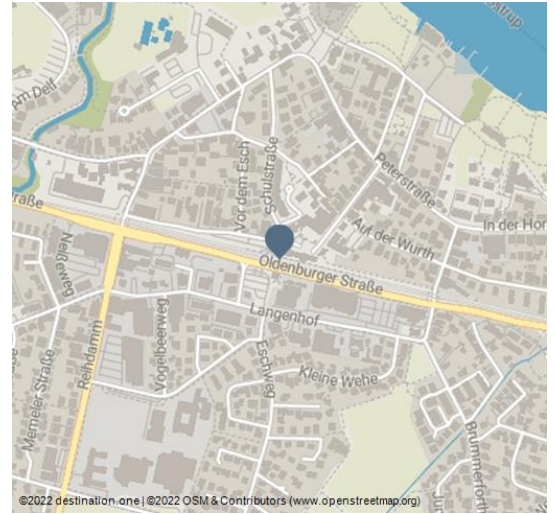 Am Delf
Vor dem Esch
Schulstraße
Peterstraße
In der Hor
Auf der Wurth
straße
Oldenburger Straße
Neißeweg
Langenhof
Vogelbeerweg
Eschweg
Kleine Wehe
Reihdamm
Memeler Straße
Brummerforth
©2022 destination one | ©2022 OSM & Contributors (www.openstreetmap.org)